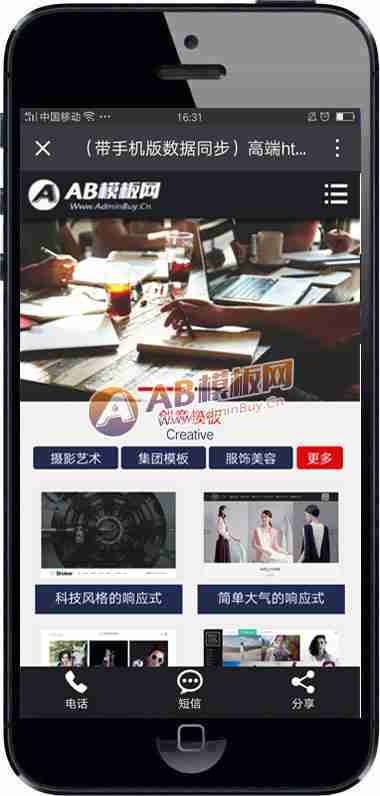 中国移动 ••• 16:31
（带手机版数据同步）高端ht...
AB模板网
Www.AdminBuy.Cn
AB模板网
www.AdminBuy.Cn
创意模板
Creative
摄影艺术 集团模板 服饰美容 更多
科技风格的响应式 简单大气的响应式
电话 短信 分享